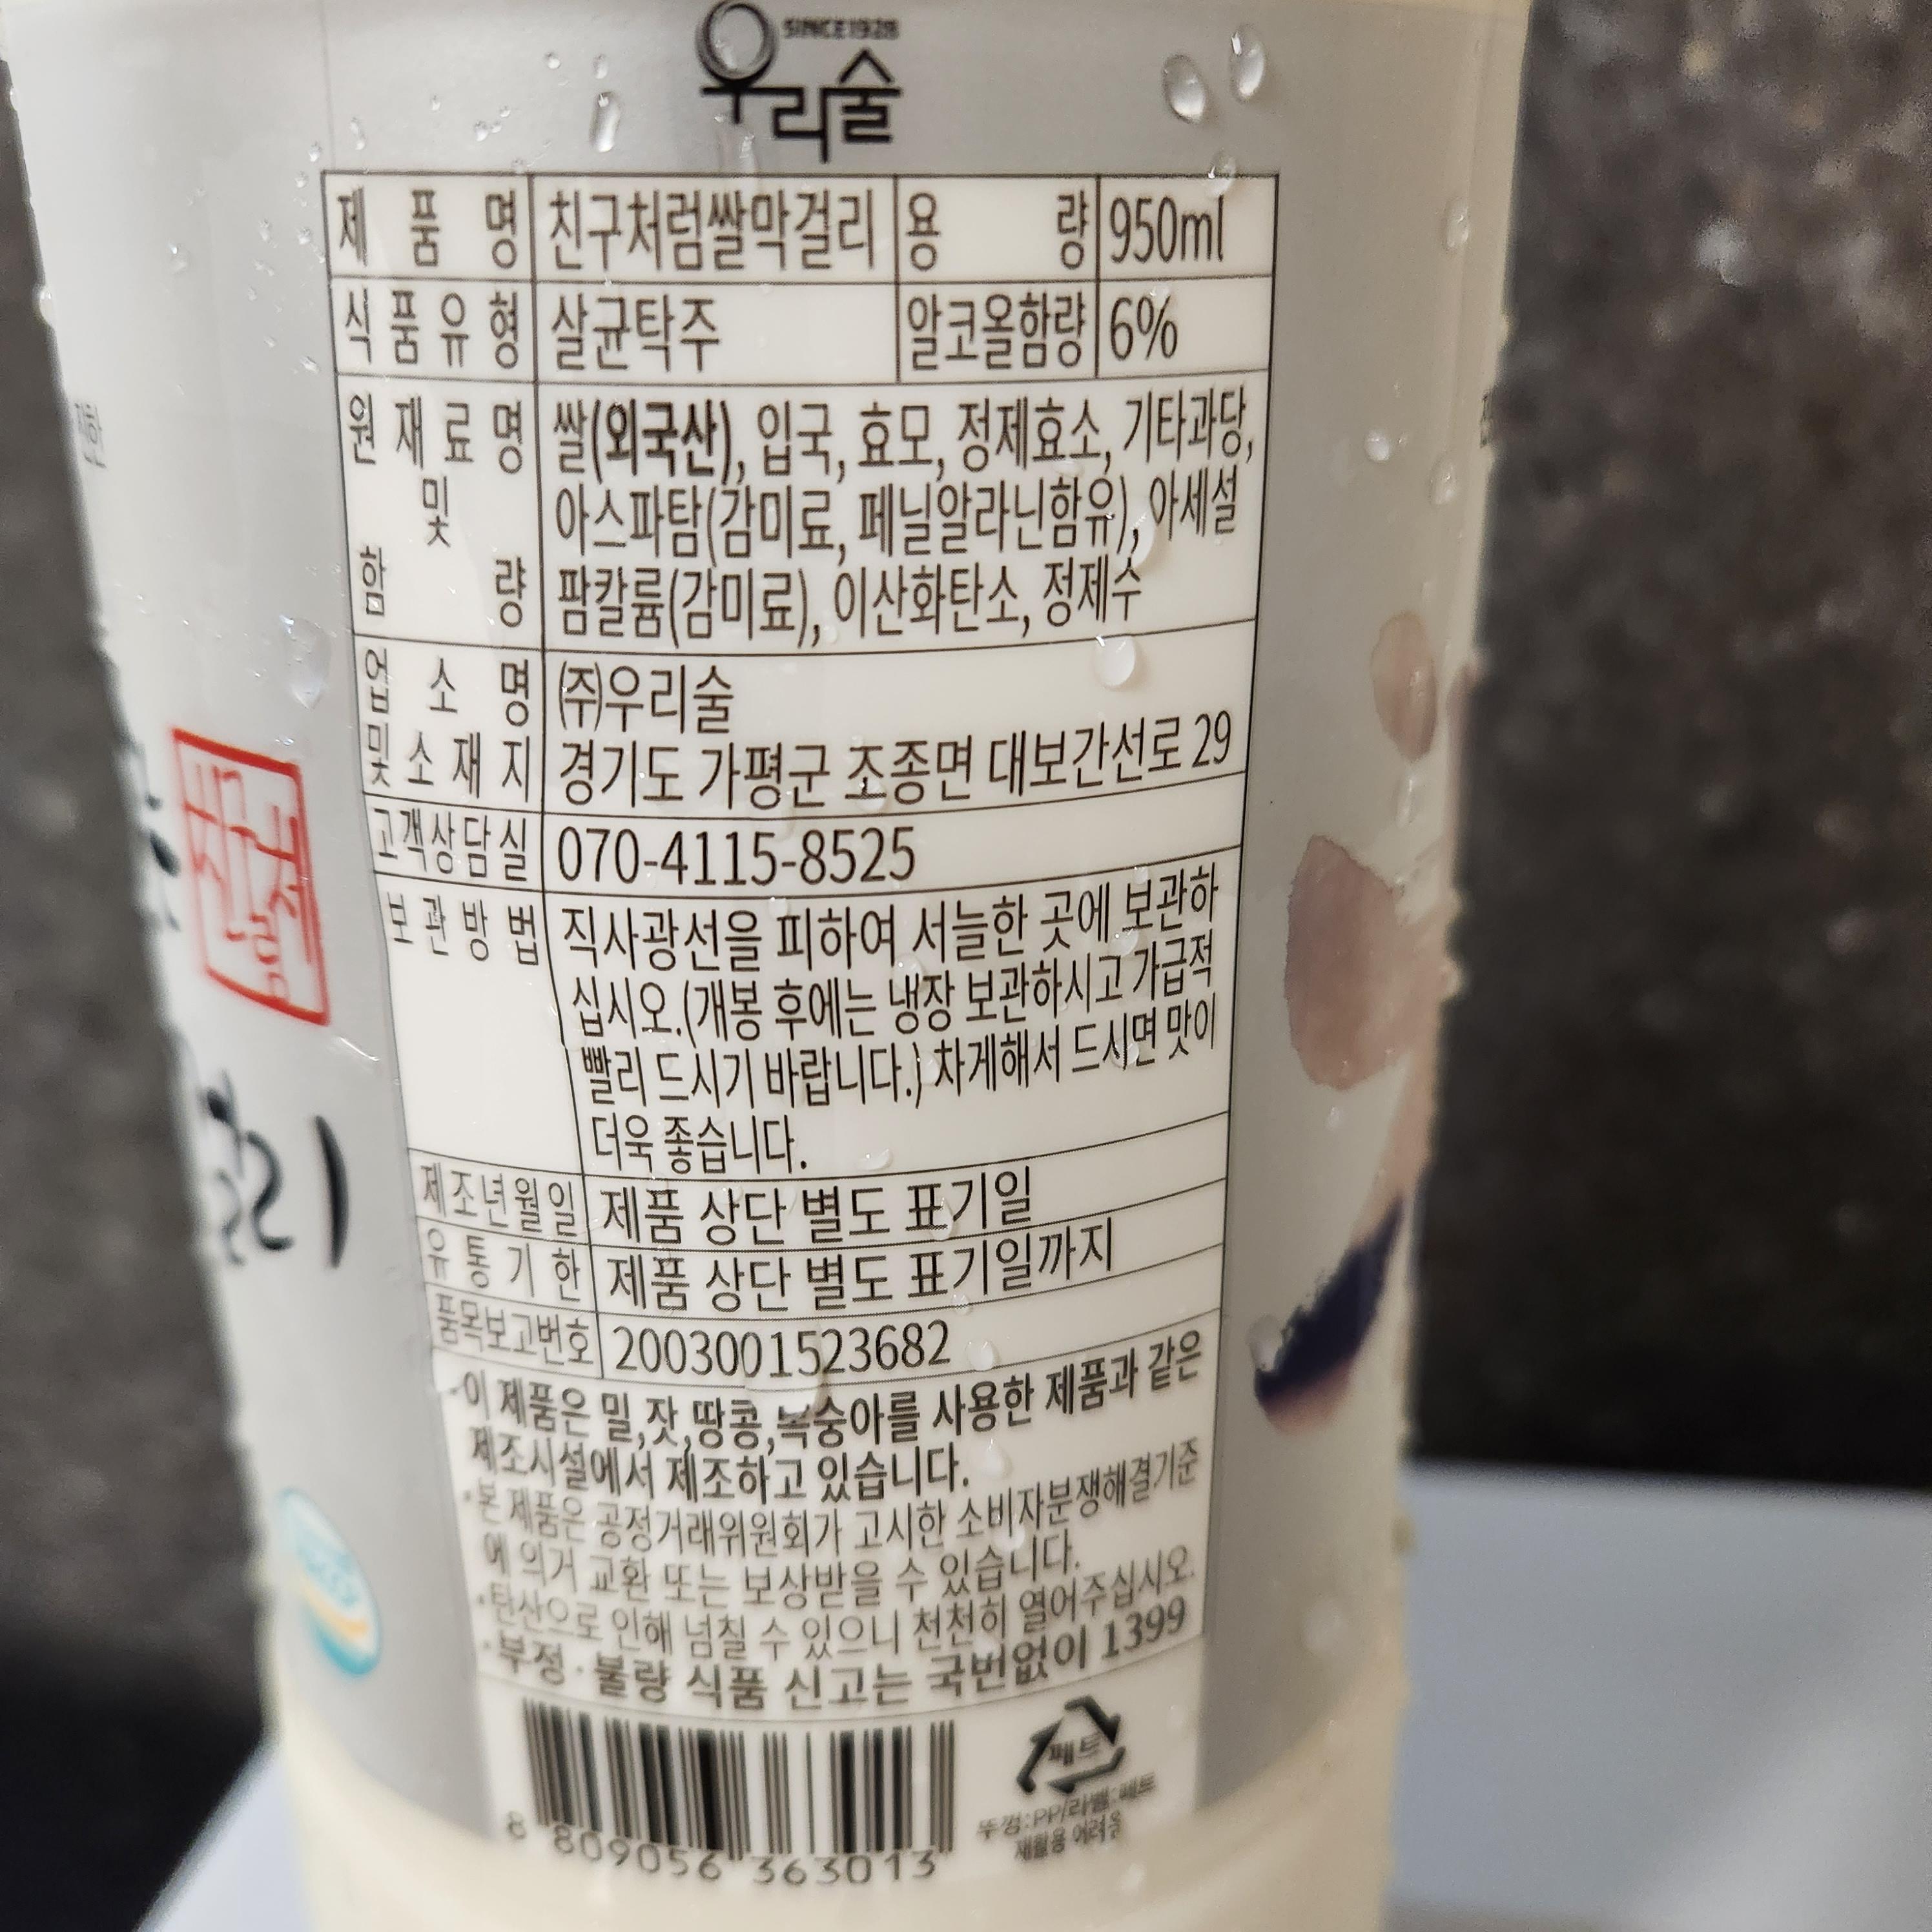 SINCE1928
우리술
제품명 친구처럼쌀막걸리 용량 950ml
식품유형 살균탁주 알코올함량 6%
원재료명 및 함량 쌀(외국산), 입국, 효모, 정제효소, 기타과당,
아스파탐(감미료, 페닐알라닌함유), 아세설
팜칼륨(감미료), 이산화탄소, 정제수
업소명 ㈜우리술
및소재지 경기도 가평군 조종면 대보간선로 29
고객상담실 070-4115-8525
보관방법 직사광선을 피하여 서늘한 곳에 보관하
십시오.(개봉 후에는 냉장 보관하시고 가급적
빨리 드시기 바랍니다.) 차게해서 드시면 맛이
더욱 좋습니다.
제조년월일 제품 상단 별도 표기일
유통기한 제품 상단 별도 표기일까지
품목보고번호 2003001523682
·이 제품은 밀,잣,땅콩,복숭아를 사용한 제품과 같은
제조시설에서 제조하고 있습니다.
·본 제품은 공정거래위원회가 고시한 소비자분쟁해결기준
에 의거 교환 또는 보상받을 수 있습니다.
·탄산으로 인해 넘칠 수 있으니 천천히 열어주십시오.
·부정·불량 식품 신고는 국번없이 1399
페트
뚜껑:PP/라벨:페트
재활용 어려움
8 809056 363013